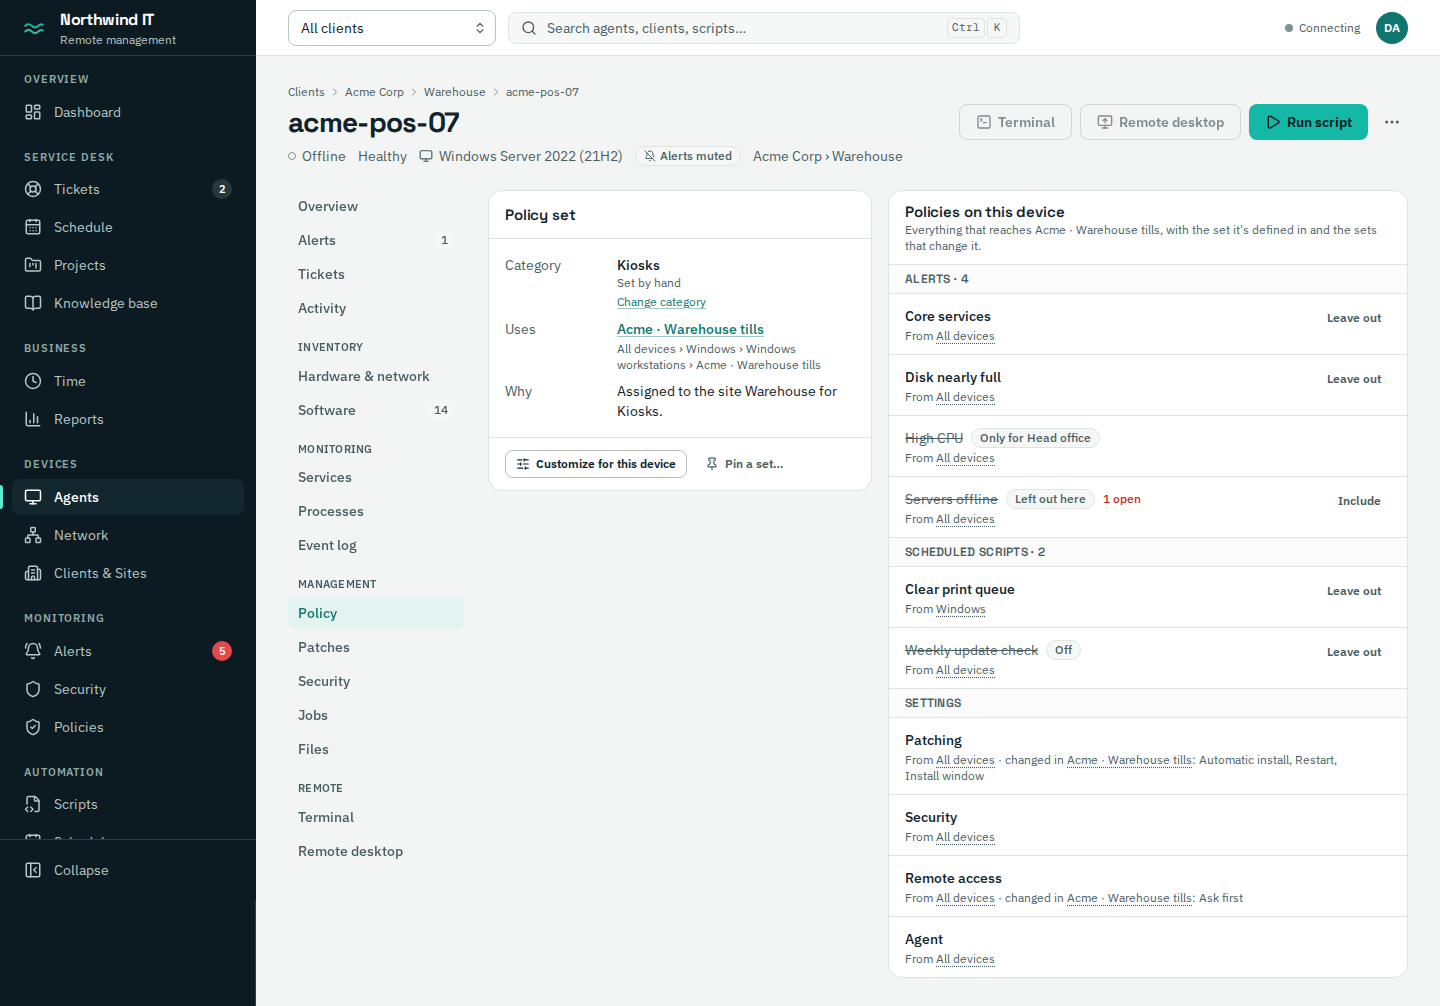 Northwind IT
Remote management
OVERVIEW
Dashboard
SERVICE DESK
Tickets 2
Schedule
Projects
Knowledge base
BUSINESS
Time
Reports
DEVICES
Agents
Network
Clients & Sites
MONITORING
Alerts 5
Security
Policies
AUTOMATION
Scripts
Collapse
All clients
Search agents, clients, scripts...
Ctrl K
Connecting
DA
Clients > Acme Corp > Warehouse > acme-pos-07
acme-pos-07
Terminal
Remote desktop
Run script
Offline Healthy Windows Server 2022 (21H2) Alerts muted Acme Corp › Warehouse
Overview
Alerts 1
Tickets
Activity
INVENTORY
Hardware & network
Software 14
MONITORING
Services
Processes
Event log
MANAGEMENT
Policy
Patches
Security
Jobs
Files
REMOTE
Terminal
Remote desktop
Policy set
Category Kiosks
Set by hand
Change category
Uses Acme · Warehouse tills
All devices › Windows › Windows
workstations › Acme · Warehouse tills
Why Assigned to the site Warehouse for
Kiosks.
Customize for this device
Pin a set...
Policies on this device
Everything that reaches Acme · Warehouse tills, with the set it's defined in and the sets
that change it.
ALERTS · 4
Core services
From All devices
Leave out
Disk nearly full
From All devices
Leave out
High CPU Only for Head office
From All devices
Servers offline Left out here 1 open
From All devices
Include
SCHEDULED SCRIPTS · 2
Clear print queue
From Windows
Leave out
Weekly update check Off
From All devices
Leave out
SETTINGS
Patching
From All devices · changed in Acme · Warehouse tills: Automatic install, Restart,
Install window
Security
From All devices
Remote access
From All devices · changed in Acme · Warehouse tills: Ask first
Agent
From All devices